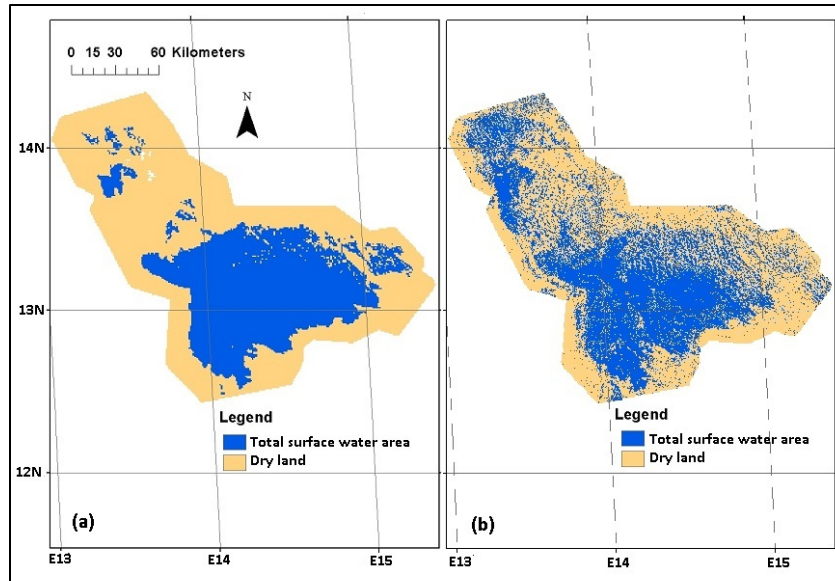 0 15 30 60 Kilometers
N
14N
13N
12N
Legend
Total surface water area
Dry land
(a)
E13 E14 E15
Legend
Total surface water area
Dry land
(b)
E13 E14 E15